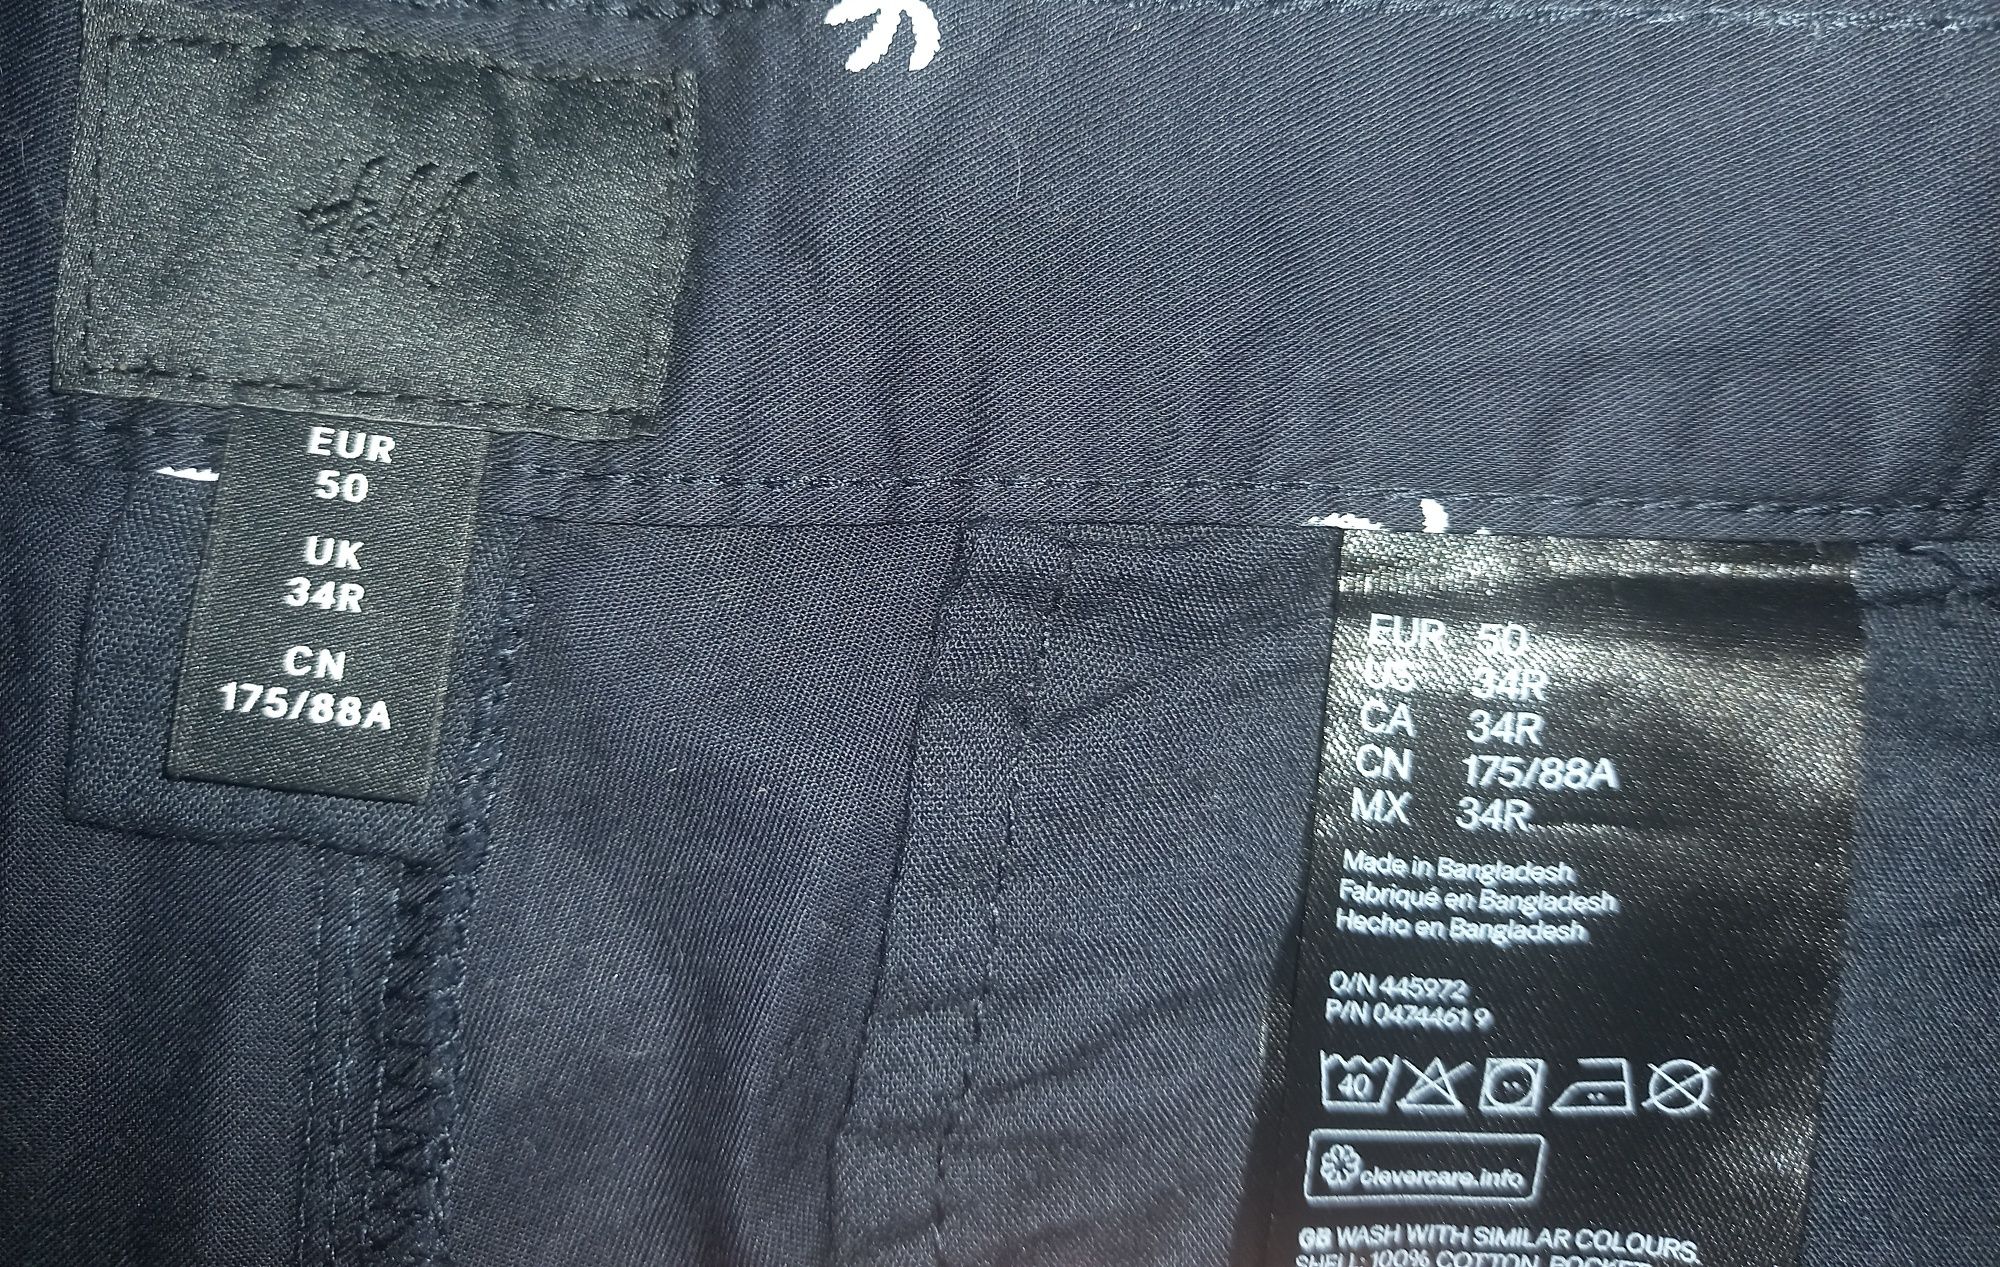 H&M
EUR
50
UK
34R
CN
175/88A
EUR 50
US 34R
CA 34R
CN 175/88A
MX 34R
Made in Bangladesh
Fabriqué en Bangladesh
Hecho en Bangladesh
O/N 445972
P/N 0474461 9
40
clevercare.info
GB WASH WITH SIMILAR COLOURS.
SHELL: 100% COTTON. POCKET